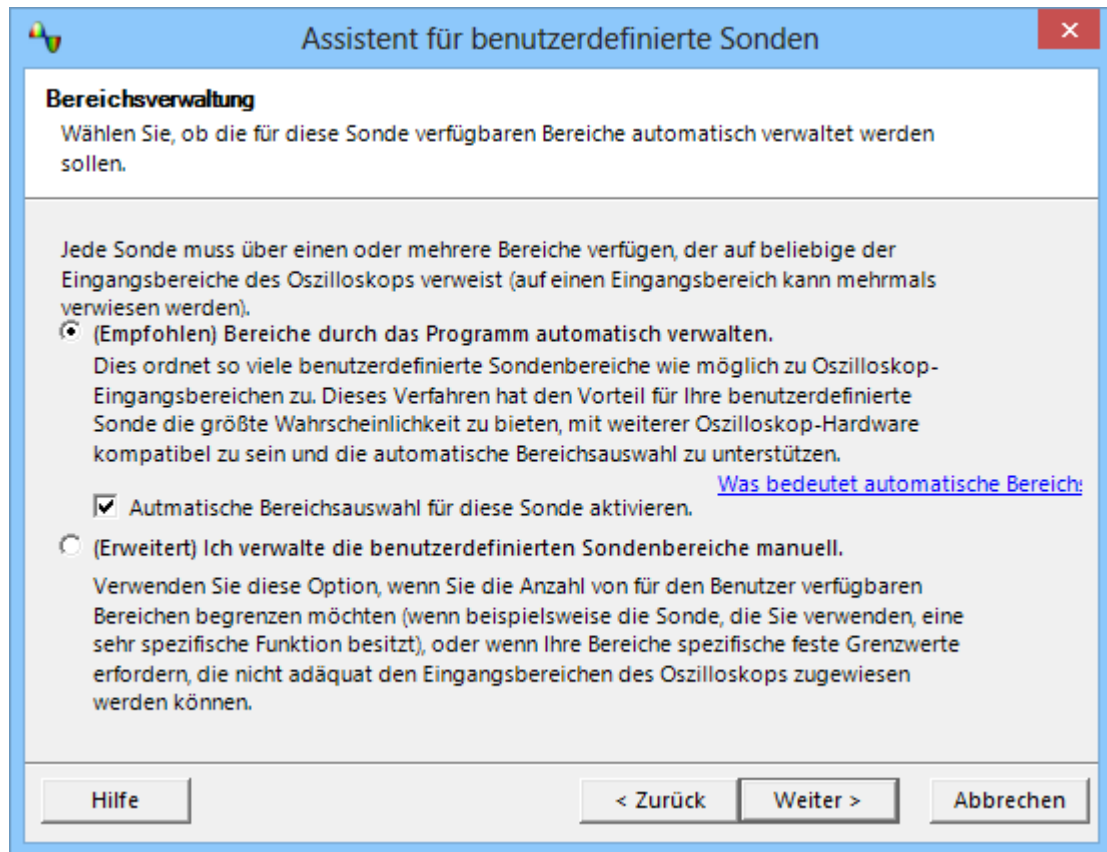 Assistent für benutzerdefinierte Sonden
Bereichsverwaltung
Wählen Sie, ob die für diese Sonde verfügbaren Bereiche automatisch verwaltet werden
sollen.
Jede Sonde muss über einen oder mehrere Bereiche verfügen, der auf beliebige der
Eingangsbereiche des Oszilloskops verweist (auf einen Eingangsbereich kann mehrmals
verwiesen werden).
(Empfohlen) Bereiche durch das Programm automatisch verwalten.
Dies ordnet so viele benutzerdefinierte Sondenbereiche wie möglich zu Oszilloskop-
Eingangsbereichen zu. Dieses Verfahren hat den Vorteil für Ihre benutzerdefinierte
Sonde die größte Wahrscheinlichkeit zu bieten, mit weiterer Oszilloskop-Hardware
kompatibel zu sein und die automatische Bereichsauswahl zu unterstützen.
Was bedeutet automatische Bereichs
Autmatische Bereichsauswahl für diese Sonde aktivieren.
(Erweitert) Ich verwalte die benutzerdefinierten Sondenbereiche manuell.
Verwenden Sie diese Option, wenn Sie die Anzahl von für den Benutzer verfügbaren
Bereichen begrenzen möchten (wenn beispielsweise die Sonde, die Sie verwenden, eine
sehr spezifische Funktion besitzt), oder wenn Ihre Bereiche spezifische feste Grenzwerte
erfordern, die nicht adäquat den Eingangsbereichen des Oszilloskops zugewiesen
werden können.
Hilfe
< Zurück
Weiter >
Abbrechen